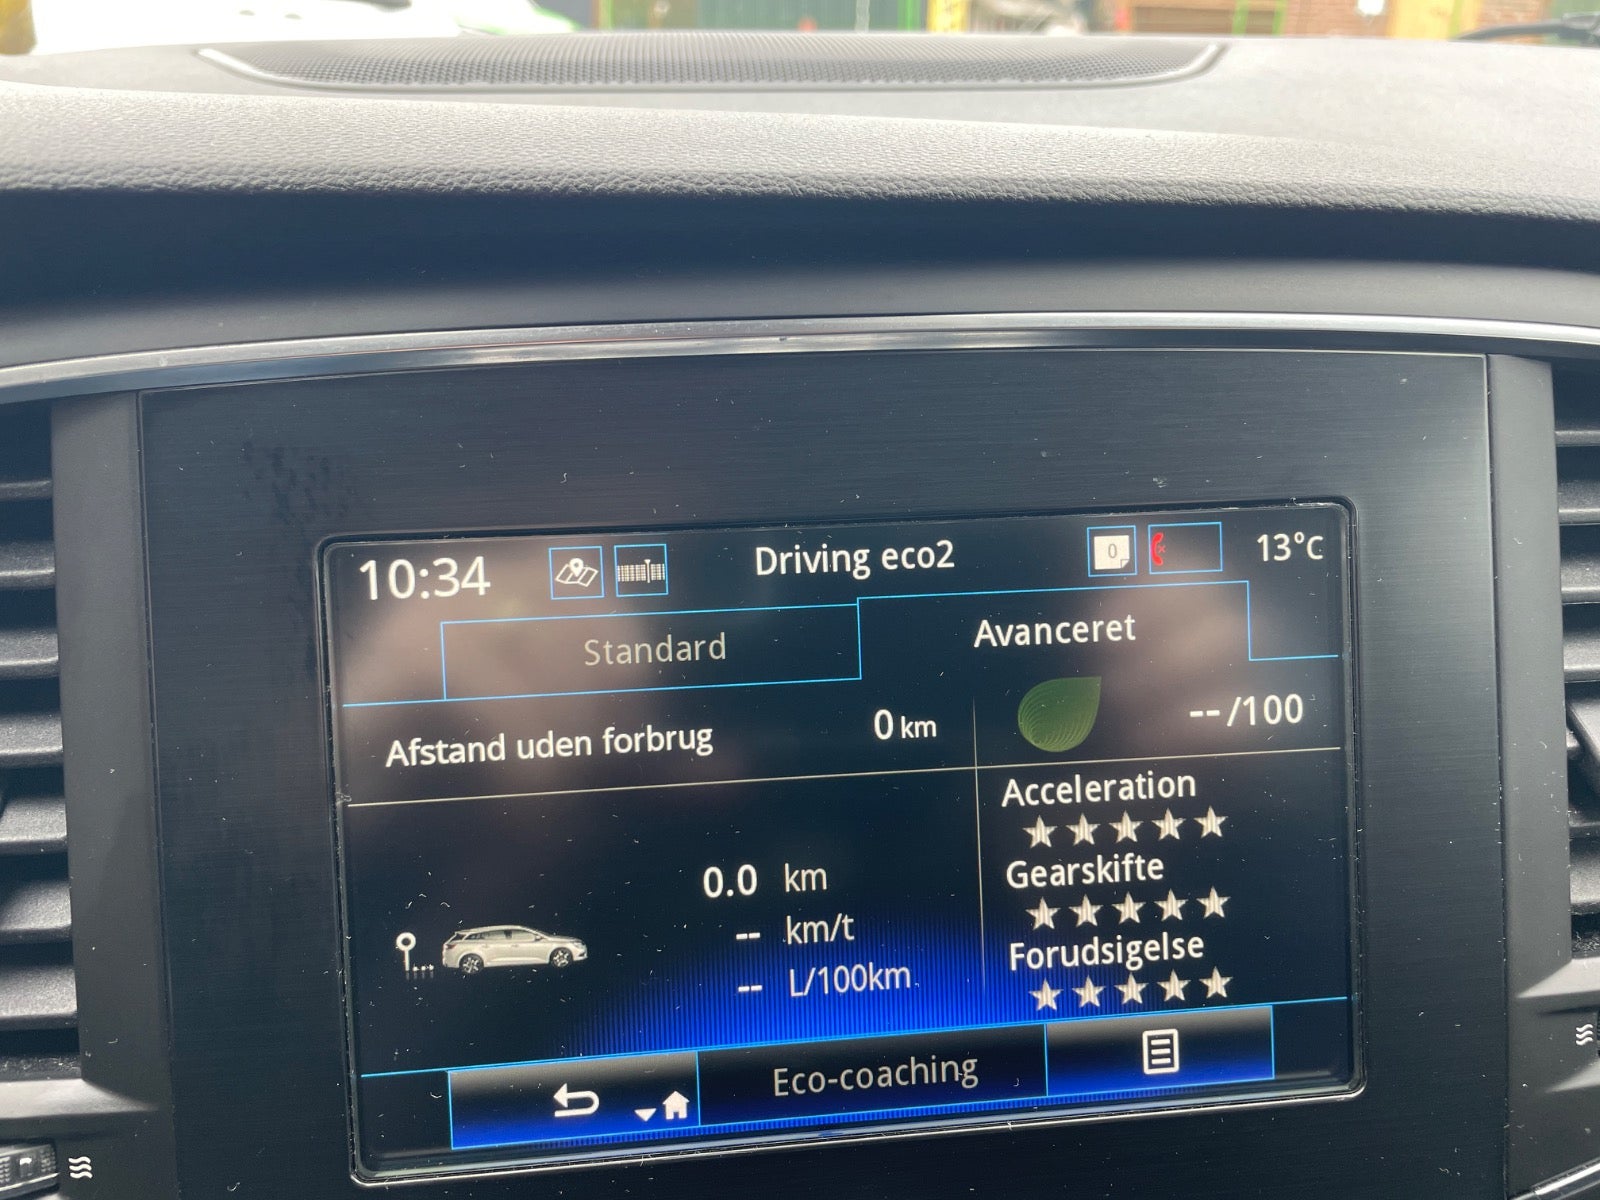 10:34 Driving eco2 0 13°C
Standard Avanceret
Afstand uden forbrug 0 km --/100
Acceleration
0.0 km
Gearskifte
-- km/t
Forudsigelse
-- L/100km
Eco-coaching